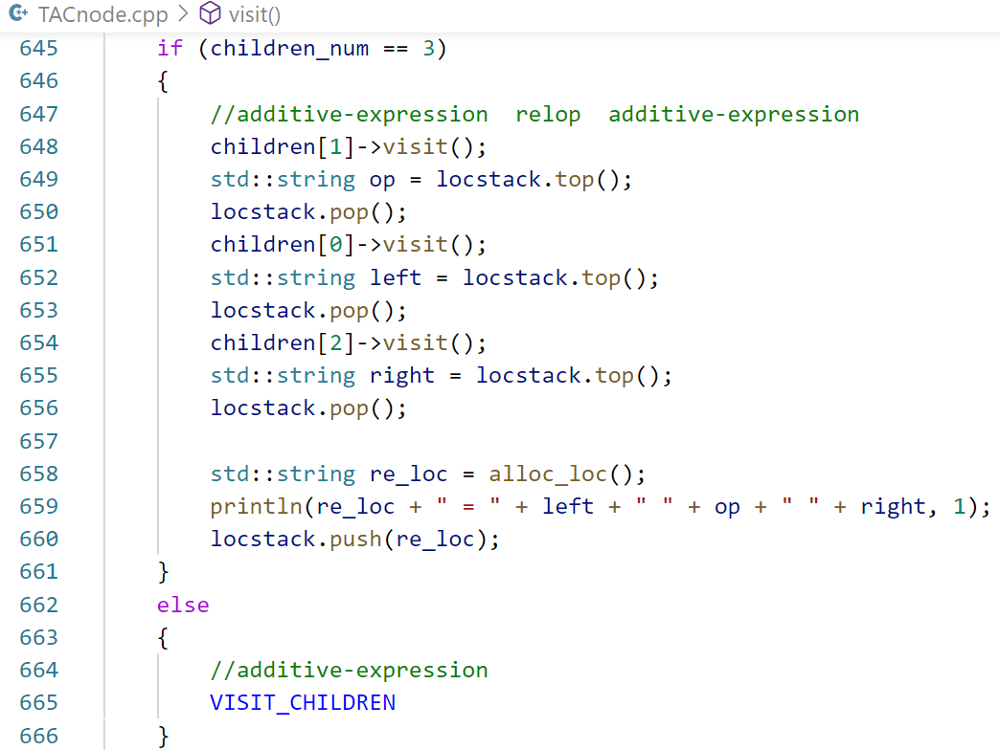 TACnode.cpp > visit()
645 if (children_num == 3)
646 {
647 //additive-expression  relop  additive-expression
648 children[1]->visit();
649 std::string op = locstack.top();
650 locstack.pop();
651 children[0]->visit();
652 std::string left = locstack.top();
653 locstack.pop();
654 children[2]->visit();
655 std::string right = locstack.top();
656 locstack.pop();
657
658 std::string re_loc = alloc_loc();
659 println(re_loc + " = " + left + " " + op + " " + right, 1);
660 locstack.push(re_loc);
661 }
662 else
663 {
664 //additive-expression
665 VISIT_CHILDREN
666 }